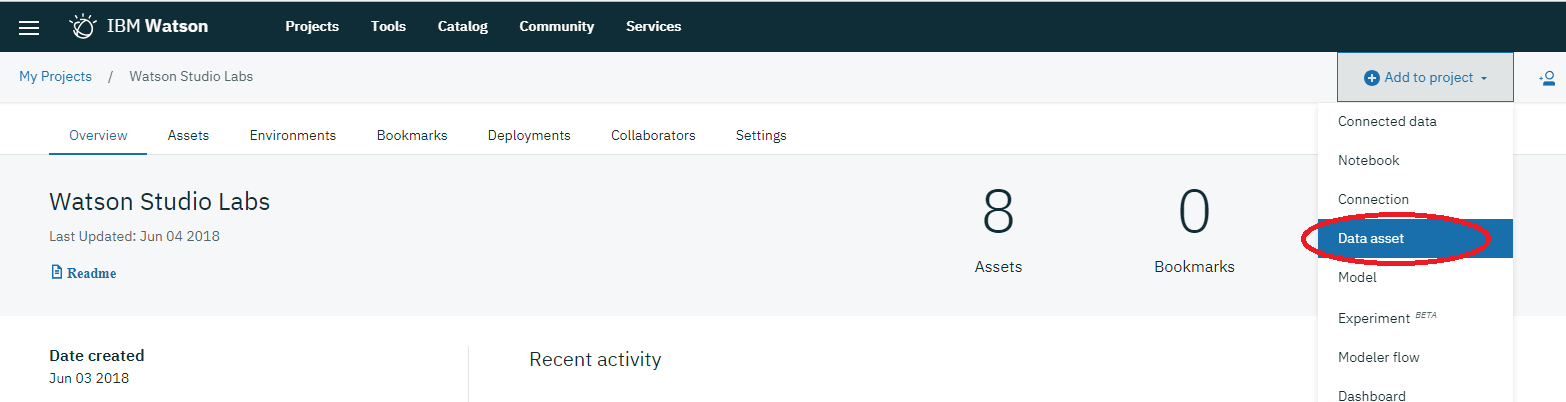 IBM Watson Projects Tools Catalog Community Services
My Projects / Watson Studio Labs Add to project
Overview Assets Environments Bookmarks Deployments Collaborators Settings
Connected data
Notebook
Connection
Data asset
Model
Experiment BETA
Modeler flow
Dashboard
Watson Studio Labs
Last Updated: Jun 04 2018
Readme
8
Assets
0
Bookmarks
Date created
Jun 03 2018
Recent activity